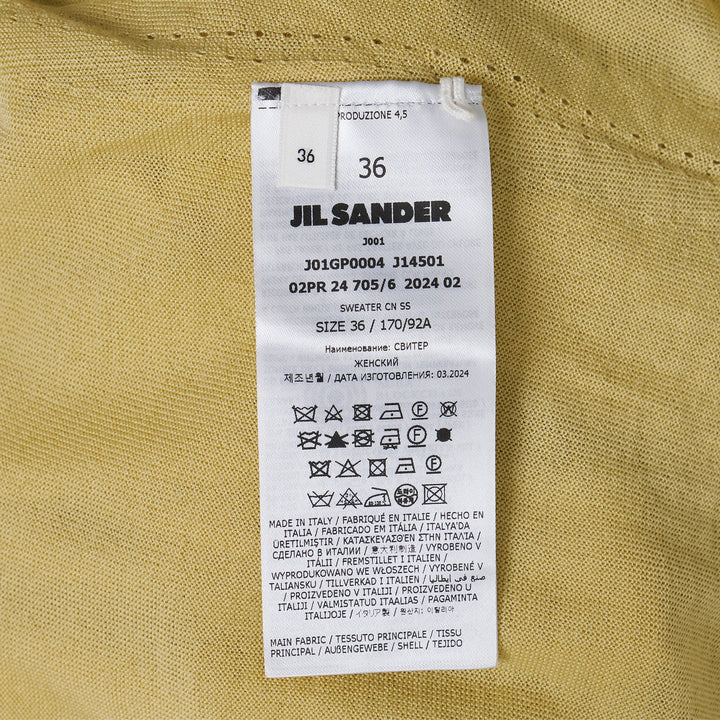 PRODUZIONE 4,5
36
36
JIL SANDER
J001
J01GP0004 J14501
02PR 24 705/6 2024 02
SWEATER CN SS
SIZE 36 / 170/92A
Наименование: СВИТЕР
ЖЕНСКИЙ
제조년월 / ДАТА ИЗГОТОВЛЕНИЯ: 03.2024
MADE IN ITALY / FABRIQUÉ EN ITALIE / HECHO EN
ITALIA / FABRICADO EM ITÁLIA / ITALYA'DA
ÜRETILMIŞTIR / ΚΑΤΑΣΚΕΥΑΣΘΕΝ ΣΤΗΝ ΙΤΑΛΙΑ /
СДЕЛАНО В ИТАЛИИ / 意大利制造 / VYROBENO V
ITÁLII / FREMSTILLET I ITALIEN /
WYPRODUKOWANO WE WŁOSZECH / VYROBENÉ V
TALIANSKU / TILLVERKAD I ITALIEN / صنع في إيطاليا
/ PROIZVEDENO V ITALIJI / PROIZVEDENO U
ITALIJI / VALMISTATUD ITAALIAS / PAGAMINTA
ITALIJOJE / イタリア製 / 원산지: 이탈리아
MAIN FABRIC / TESSUTO PRINCIPALE / TISSU
PRINCIPAL / AUßENGEWEBE / SHELL / TEJIDO